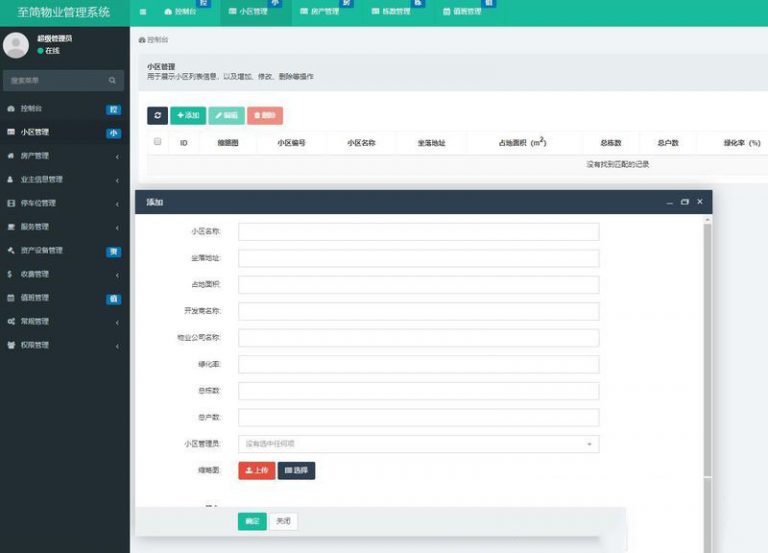 至简物业管理系统
控制台 控
小区管理 小
房产管理 房
栋数管理 栋
值班管理 值
超级管理员
在线
搜索菜单
控制台 控
小区管理 小
房产管理
业主信息管理
停车位管理
服务管理
资产设备管理 资
收费管理
值班管理 值
常规管理
权限管理
控制台
小区管理
用于展示小区列表信息，以及增加、修改、删除等操作
添加 编辑 删除
ID 缩略图 小区编号 小区名称 坐落地址 占地面积（m²） 总栋数 总户数 绿化率（%）
没有找到匹配的记录
添加
小区名称:
坐落地址:
占地面积:
开发商名称:
物业公司名称:
绿化率:
总栋数:
总户数:
小区管理员: 没有选中任何项
缩略图: 上传 选择
确定 关闭